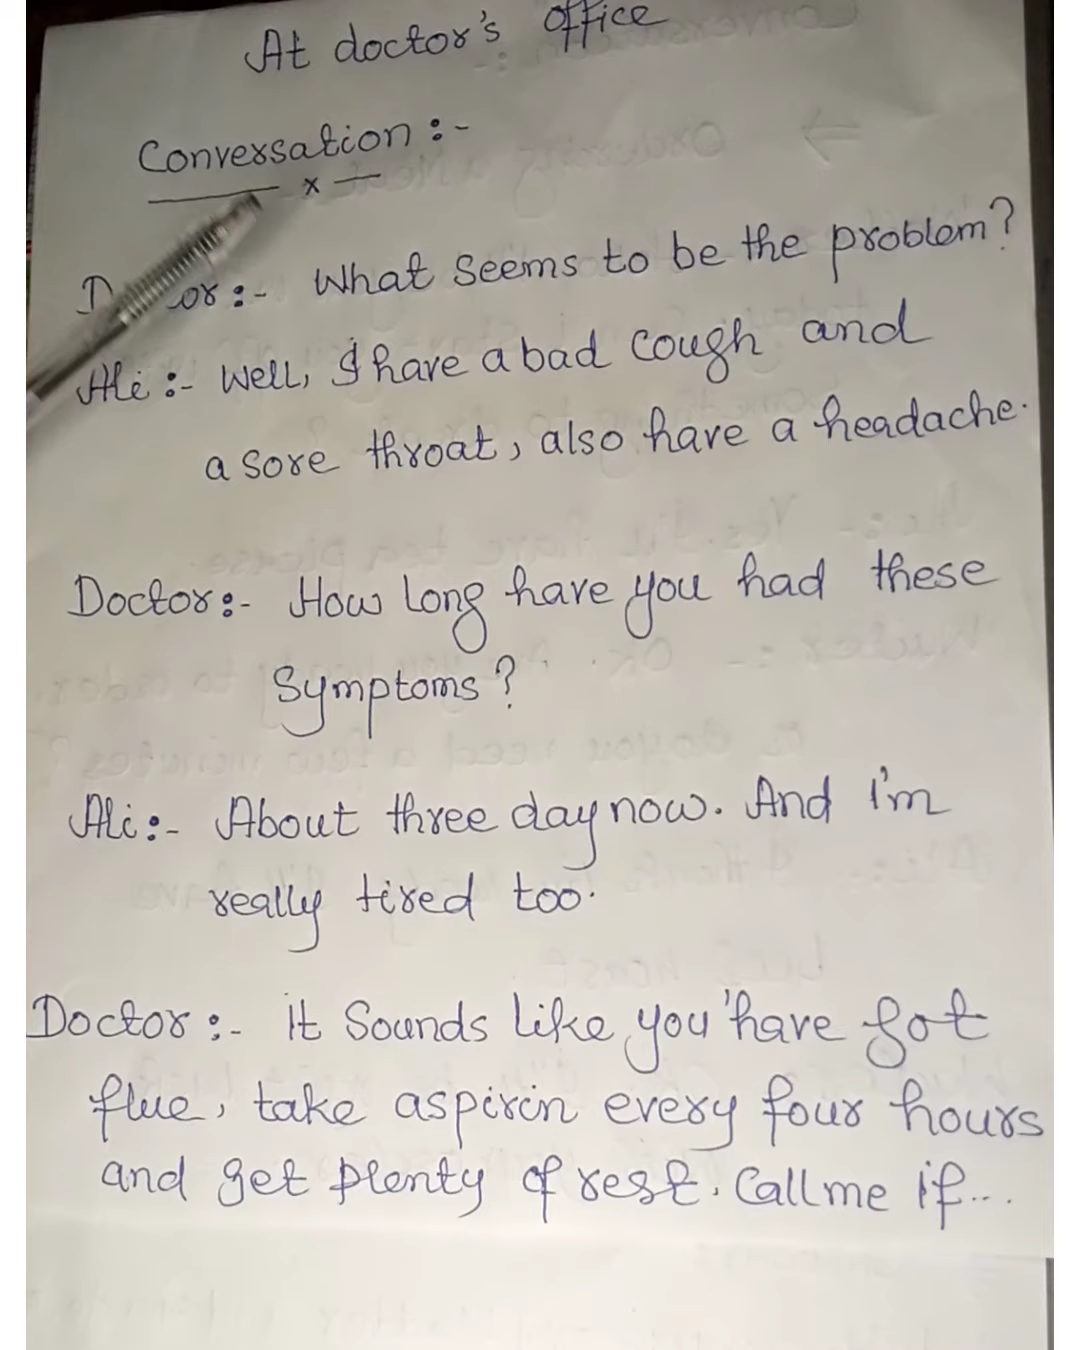 At doctor's office
Conversation :-
x
D or :- What seems to be the problem?
Ali :- Well, I have a bad cough and
a sore throat, also have a headache.
Doctor :- How long have you had these
Symptoms ?
Ali :- About three day now. And i'm
really tired too.
Doctor :- it Sounds like you'have got
flue, take aspirin every four hours
and get plenty of rest. Call me if...